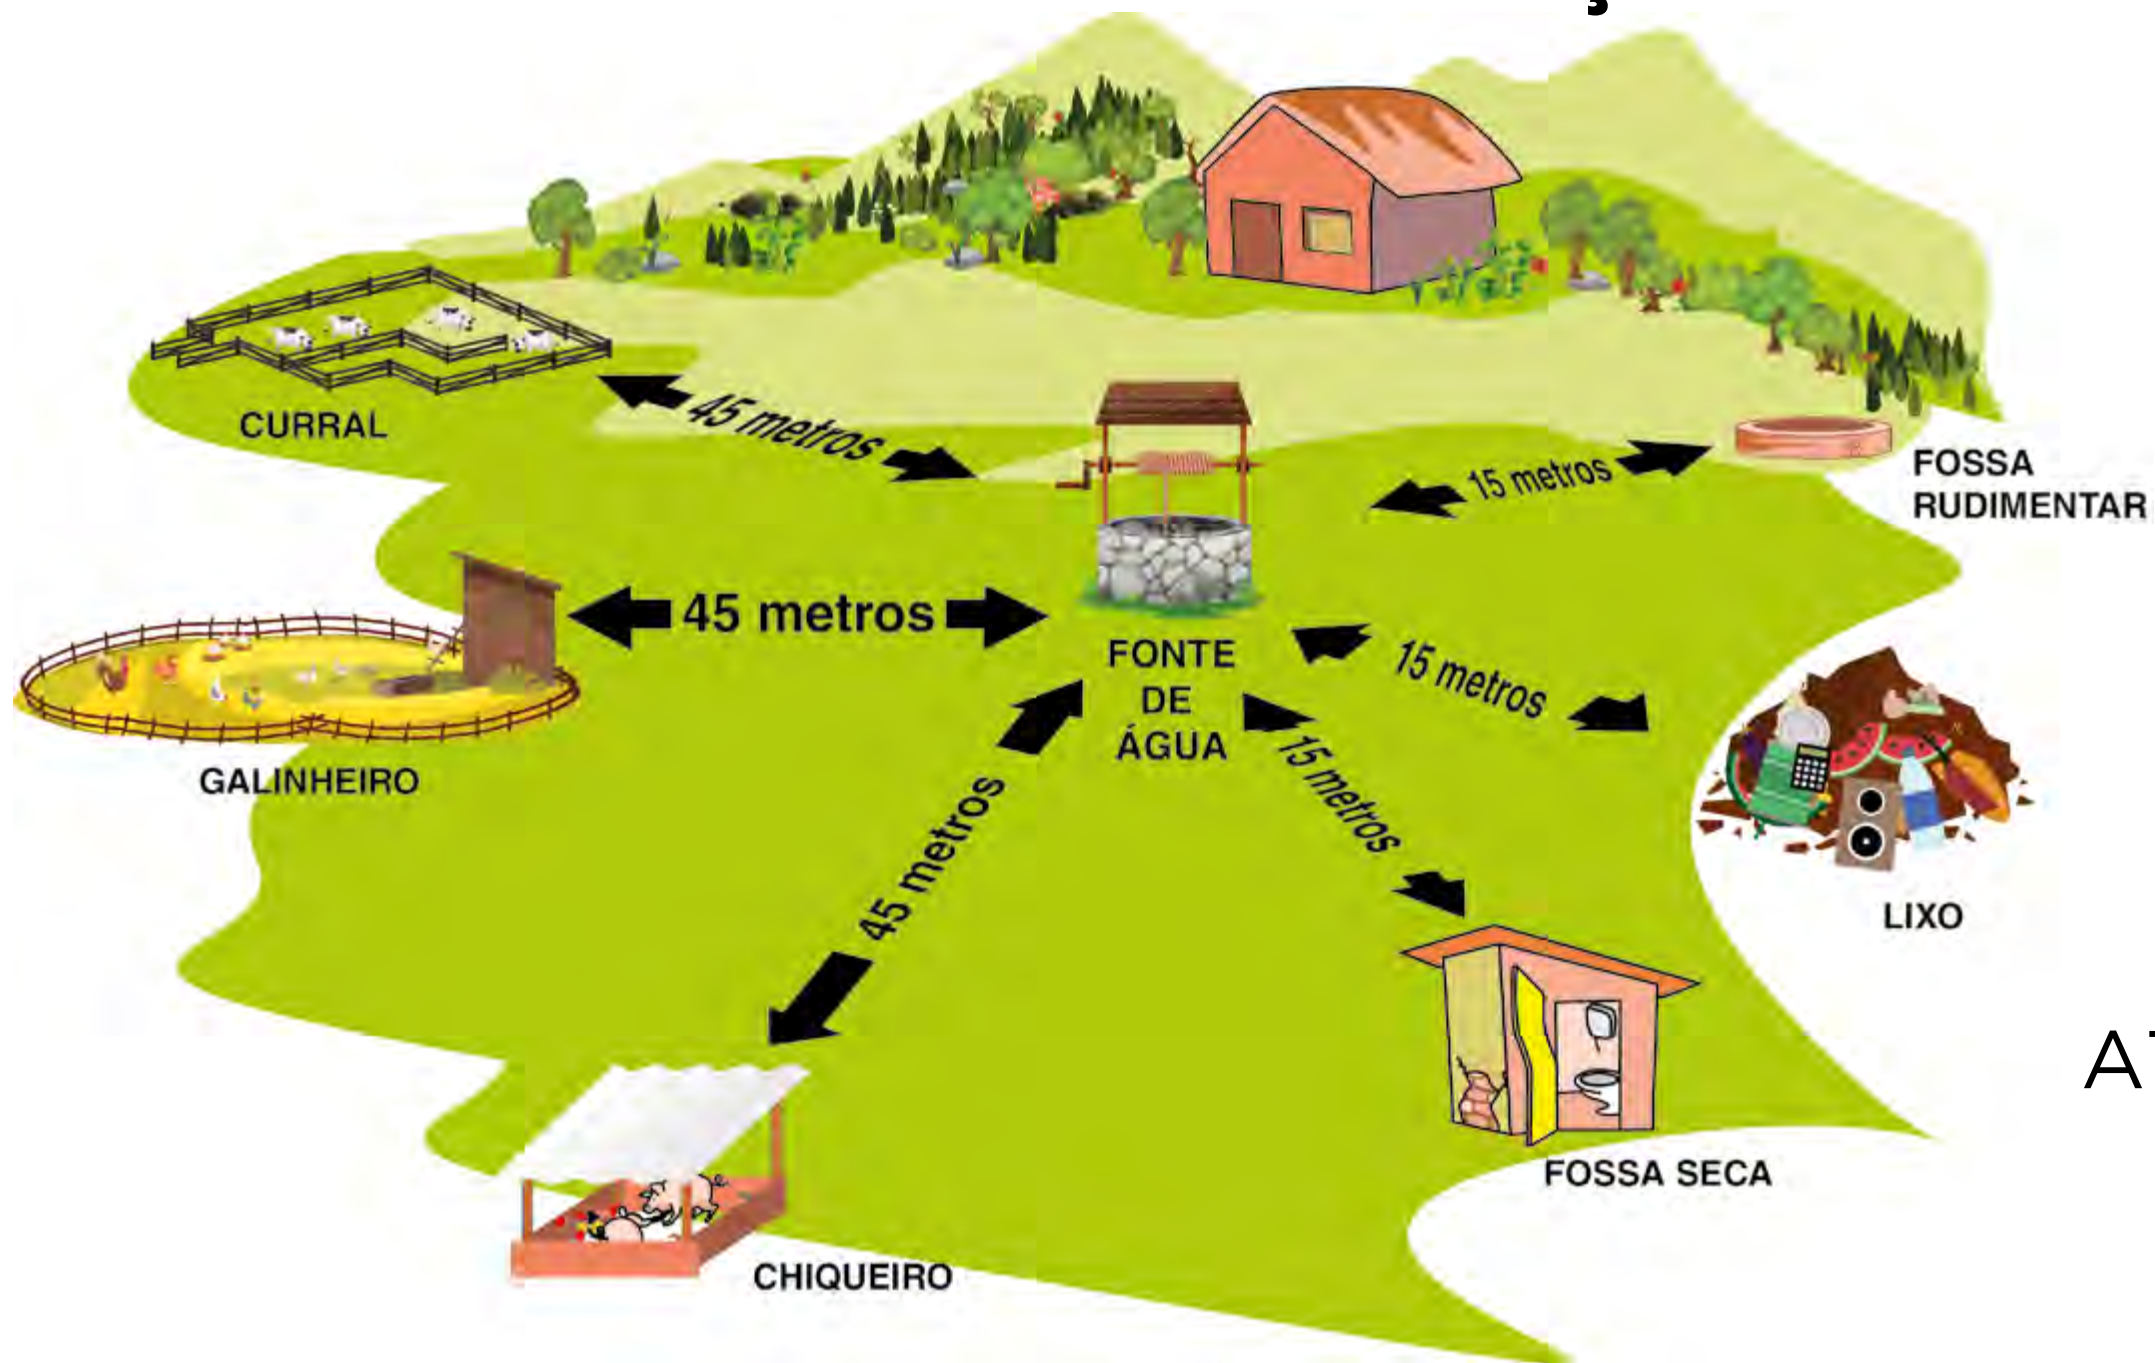 CURRAL
45 metros
15 metros
FOSSA
RUDIMENTAR
45 metros
FONTE
DE
ÁGUA
15 metros
GALINHEIRO
45 metros
15 metros
LIXO
FOSSA SECA
CHIQUEIRO